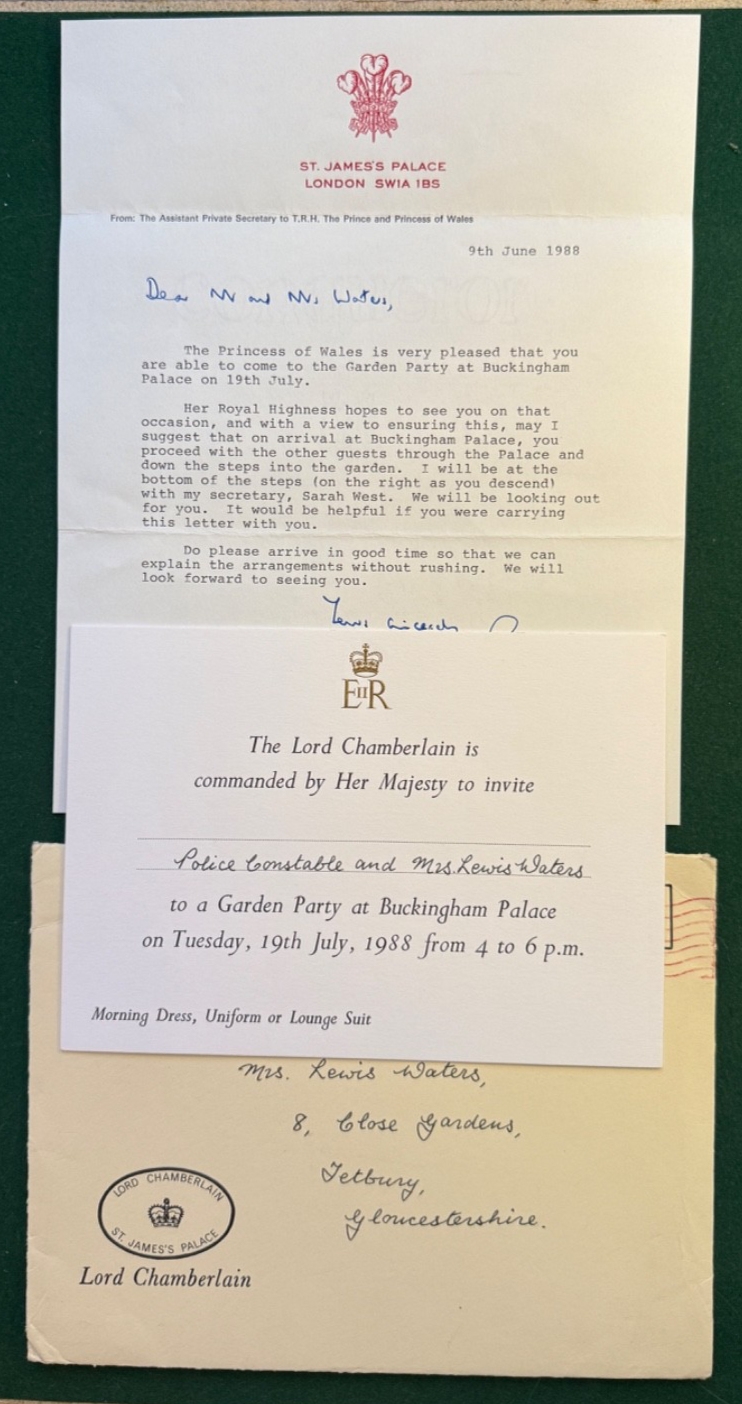 ST. JAMES'S PALACE
LONDON SW1A 1BS
From: The Assistant Private Secretary to T.R.H. The Prince and Princess of Wales
9th June 1988
Dear Mr and Mrs Waters,
The Princess of Wales is very pleased that you
are able to come to the Garden Party at Buckingham
Palace on 19th July.
Her Royal Highness hopes to see you on that
occasion, and with a view to ensuring this, may I
suggest that on arrival at Buckingham Palace, you
proceed with the other guests through the Palace and
down the steps into the garden. I will be at the
bottom of the steps (on the right as you descend)
with my secretary, Sarah West. We will be looking out
for you. It would be helpful if you were carrying
this letter with you.
Do please arrive in good time so that we can
explain the arrangements without rushing. We will
look forward to seeing you.
Yours sincerely
EIIR
The Lord Chamberlain is
commanded by Her Majesty to invite
Police Constable and Mrs. Lewis Waters
to a Garden Party at Buckingham Palace
on Tuesday, 19th July, 1988 from 4 to 6 p.m.
Morning Dress, Uniform or Lounge Suit
Mrs. Lewis Waters,
8, Close Gardens,
Tetbury,
Gloucestershire.
LORD CHAMBERLAIN
ST. JAMES'S PALACE
Lord Chamberlain